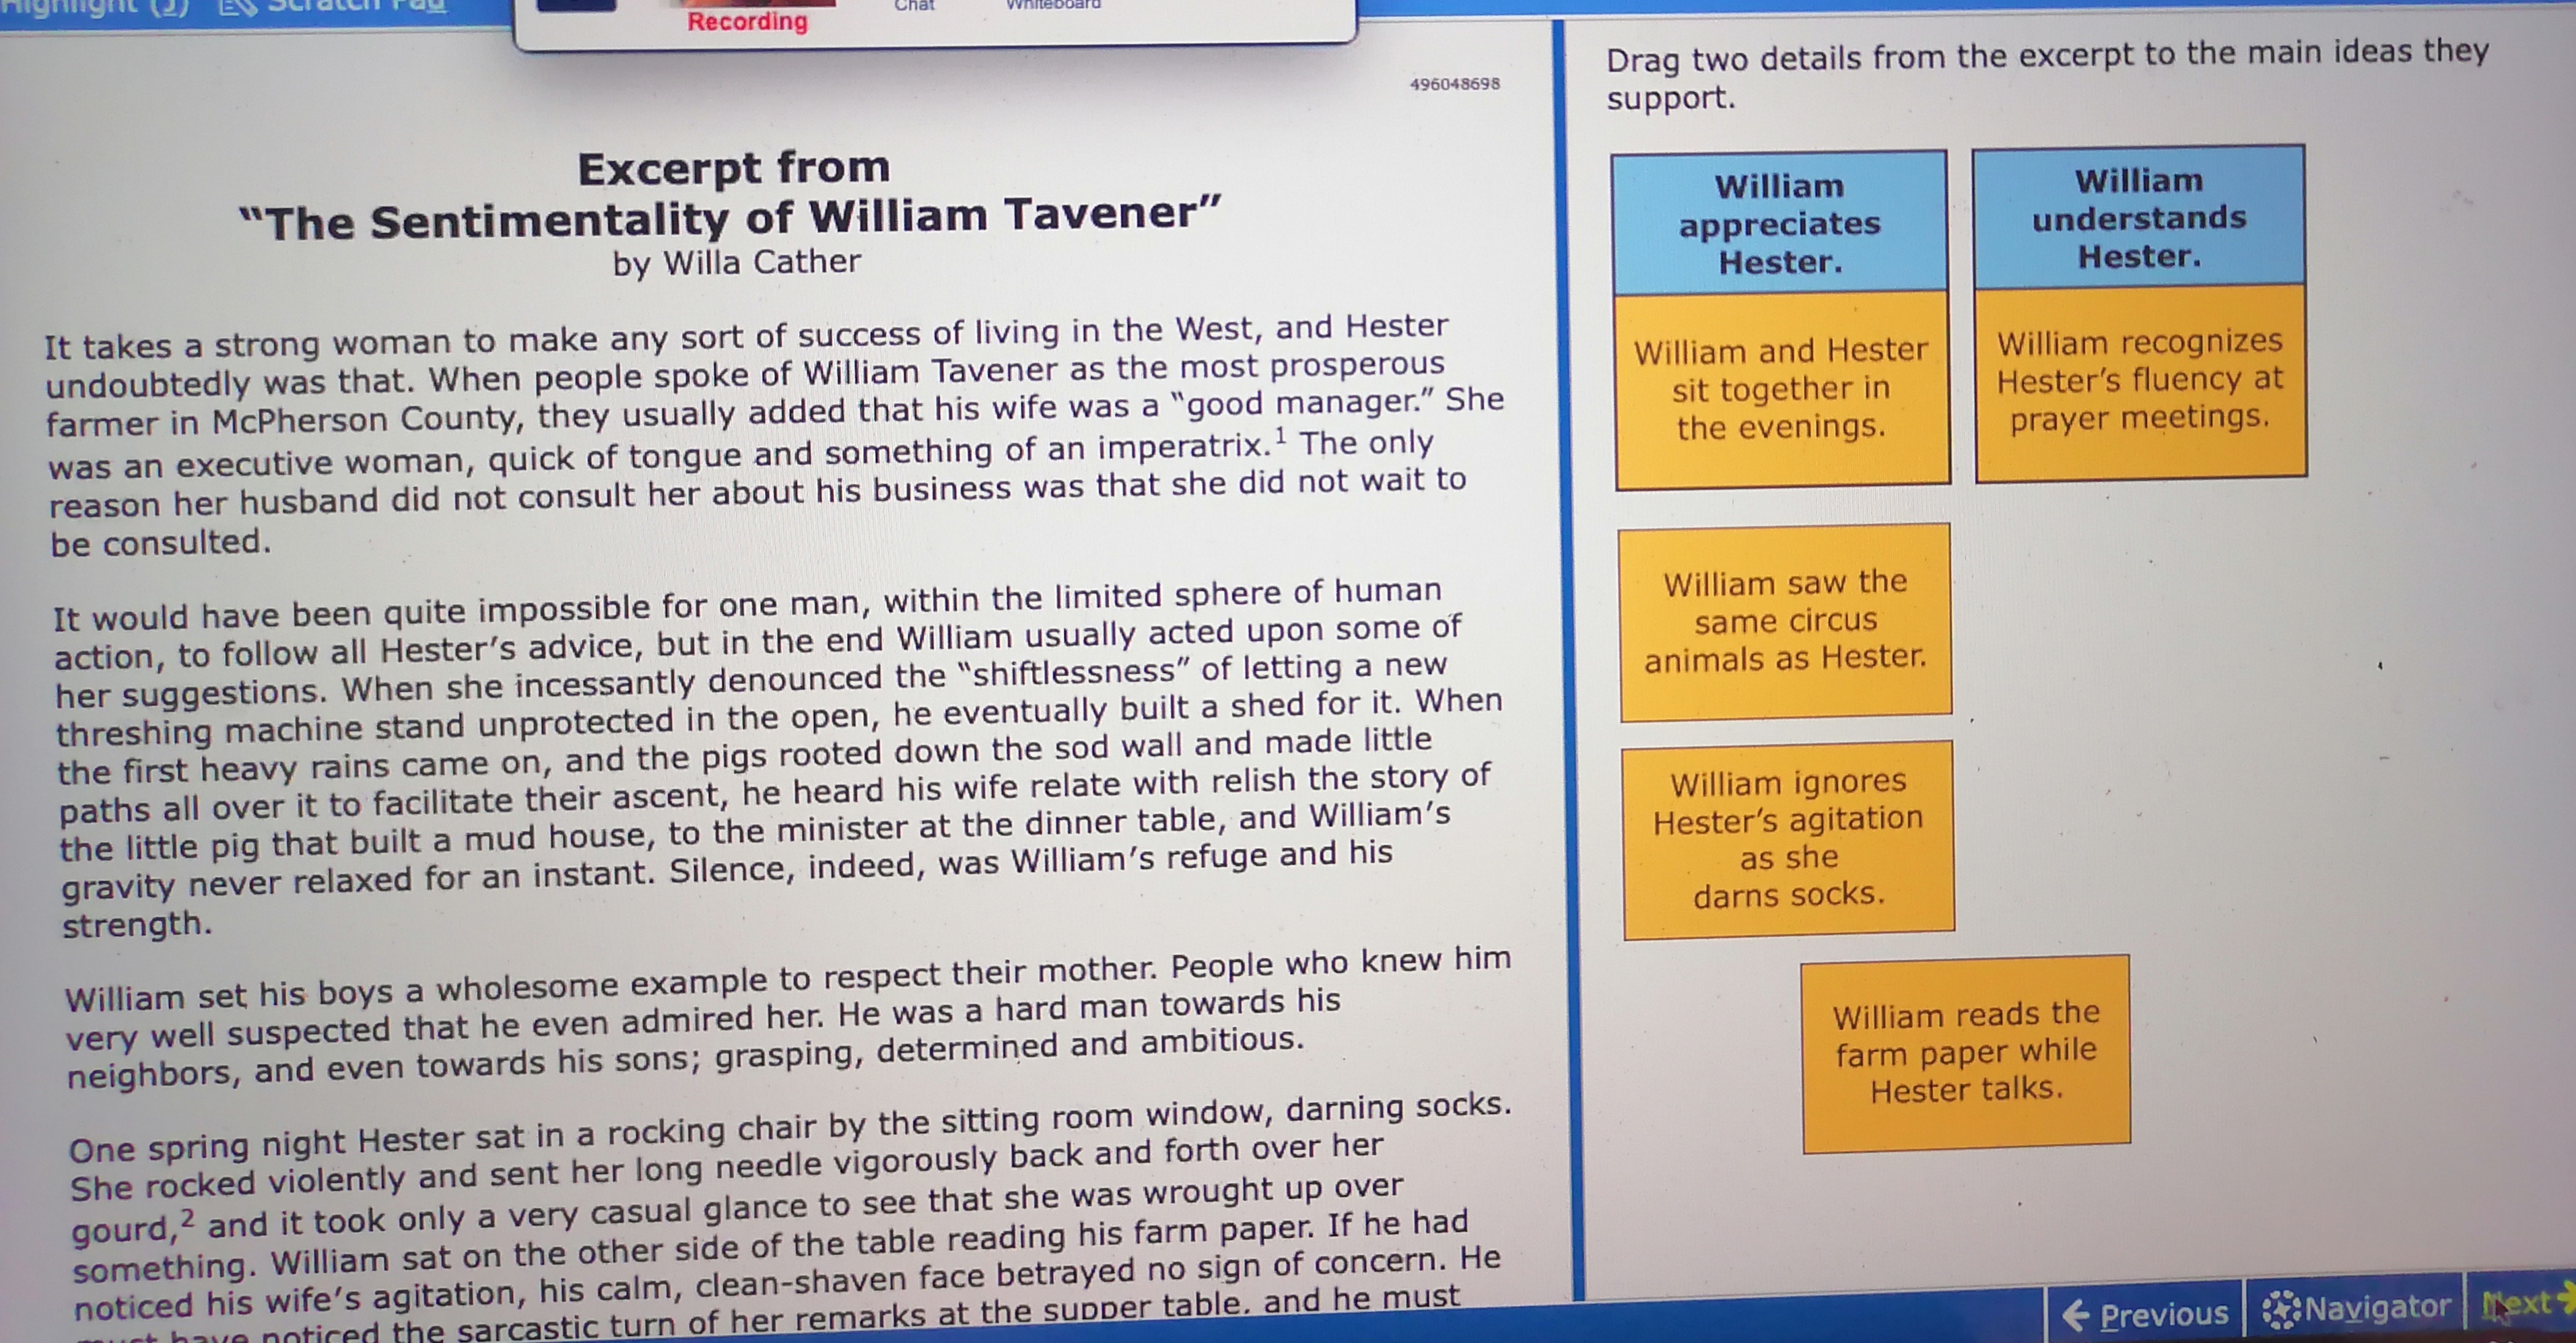 Highlight (J) Scratch Pad
Recording
Chat
Whiteboard
496048698
Excerpt from
“The Sentimentality of William Tavener”
by Willa Cather
It takes a strong woman to make any sort of success of living in the West, and Hester
undoubtedly was that. When people spoke of William Tavener as the most prosperous
farmer in McPherson County, they usually added that his wife was a “good manager.” She
was an executive woman, quick of tongue and something of an imperatrix.1 The only
reason her husband did not consult her about his business was that she did not wait to
be consulted.
It would have been quite impossible for one man, within the limited sphere of human
action, to follow all Hester’s advice, but in the end William usually acted upon some of
her suggestions. When she incessantly denounced the “shiftlessness” of letting a new
threshing machine stand unprotected in the open, he eventually built a shed for it. When
the first heavy rains came on, and the pigs rooted down the sod wall and made little
paths all over it to facilitate their ascent, he heard his wife relate with relish the story of
the little pig that built a mud house, to the minister at the dinner table, and William’s
gravity never relaxed for an instant. Silence, indeed, was William’s refuge and his
strength.
William set his boys a wholesome example to respect their mother. People who knew him
very well suspected that he even admired her. He was a hard man towards his
neighbors, and even towards his sons; grasping, determined and ambitious.
One spring night Hester sat in a rocking chair by the sitting room window, darning socks.
She rocked violently and sent her long needle vigorously back and forth over her
gourd,2 and it took only a very casual glance to see that she was wrought up over
something. William sat on the other side of the table reading his farm paper. If he had
noticed his wife’s agitation, his calm, clean-shaven face betrayed no sign of concern. He
must have noticed the sarcastic turn of her remarks at the supper table, and he must
Drag two details from the excerpt to the main ideas they
support.
William
appreciates
Hester.
William and Hester
sit together in
the evenings.
William
understands
Hester.
William recognizes
Hester’s fluency at
prayer meetings.
William saw the
same circus
animals as Hester.
William ignores
Hester’s agitation
as she
darns socks.
William reads the
farm paper while
Hester talks.
Previous
Navigator
Next